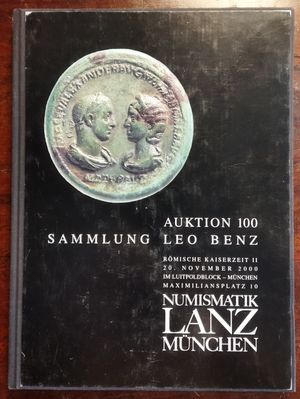 AUKTION 100
SAMMLUNG LEO BENZ
RÖMISCHE KAISERZEIT II
20. NOVEMBER 2000
IM LUITPOLDBLOCK – MÜNCHEN
MAXIMILIANSPLATZ 10
NUMISMATIK
LANZ
MÜNCHEN